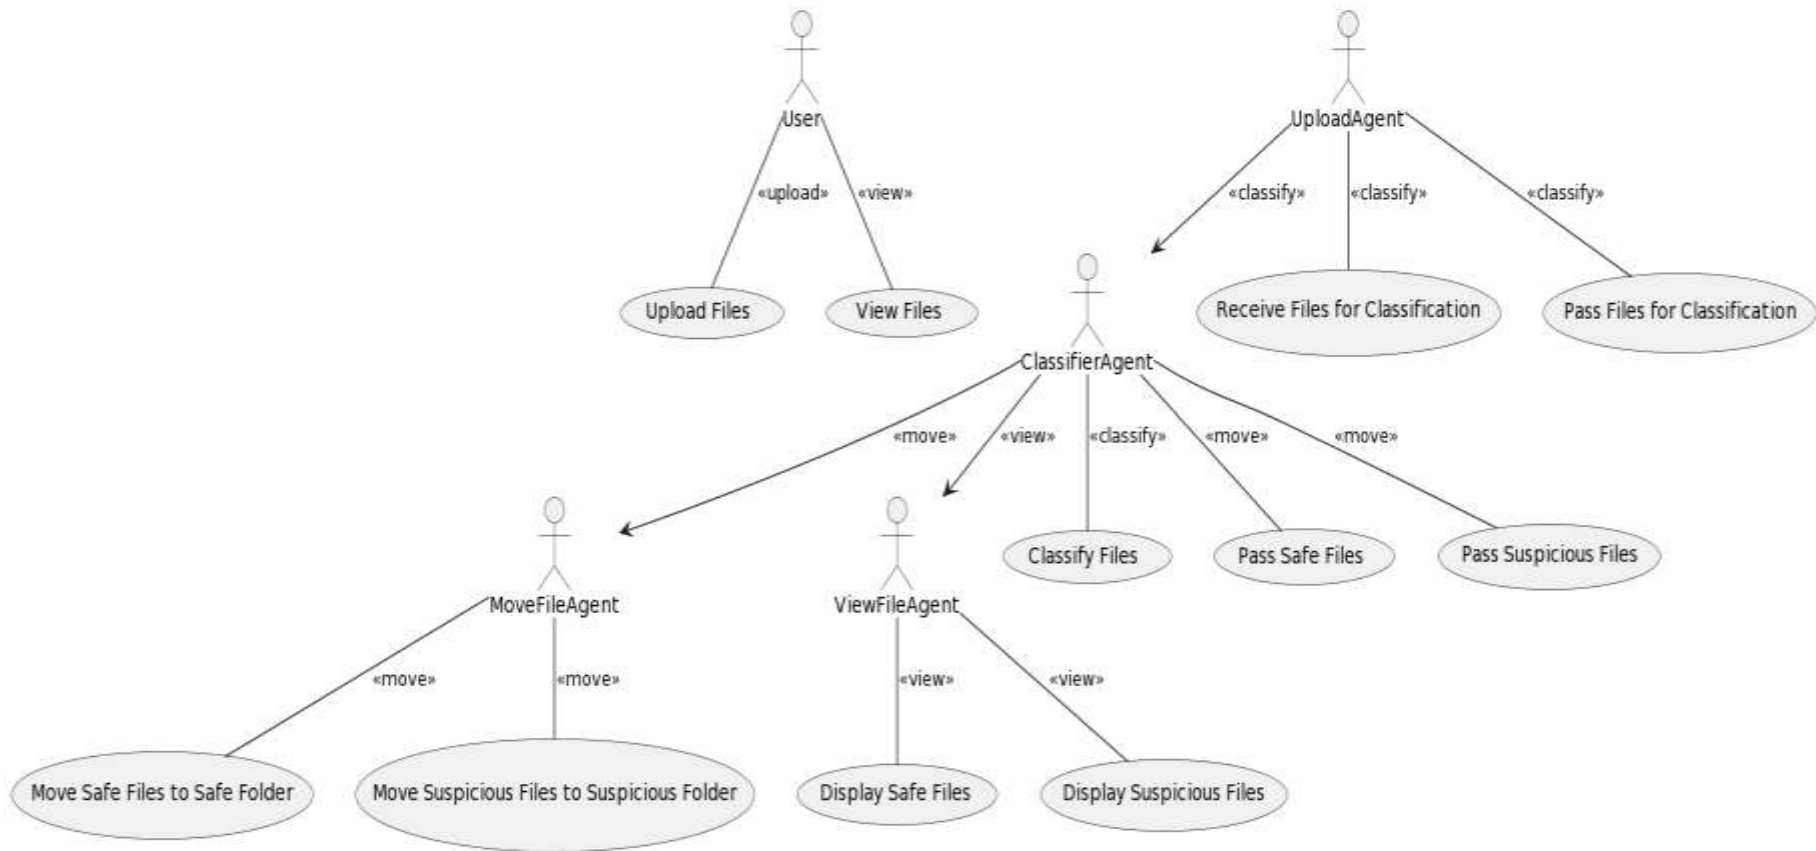 User
UploadAgent
«upload»
«view»
«classify»
«classify»
«classify»
Upload Files
View Files
Receive Files for Classification
Pass Files for Classification
ClassifierAgent
«move»
«view»
«classify»
«move»
«move»
Classify Files
Pass Safe Files
Pass Suspicious Files
MoveFileAgent
ViewFileAgent
«move»
«move»
«view»
«view»
Move Safe Files to Safe Folder
Move Suspicious Files to Suspicious Folder
Display Safe Files
Display Suspicious Files